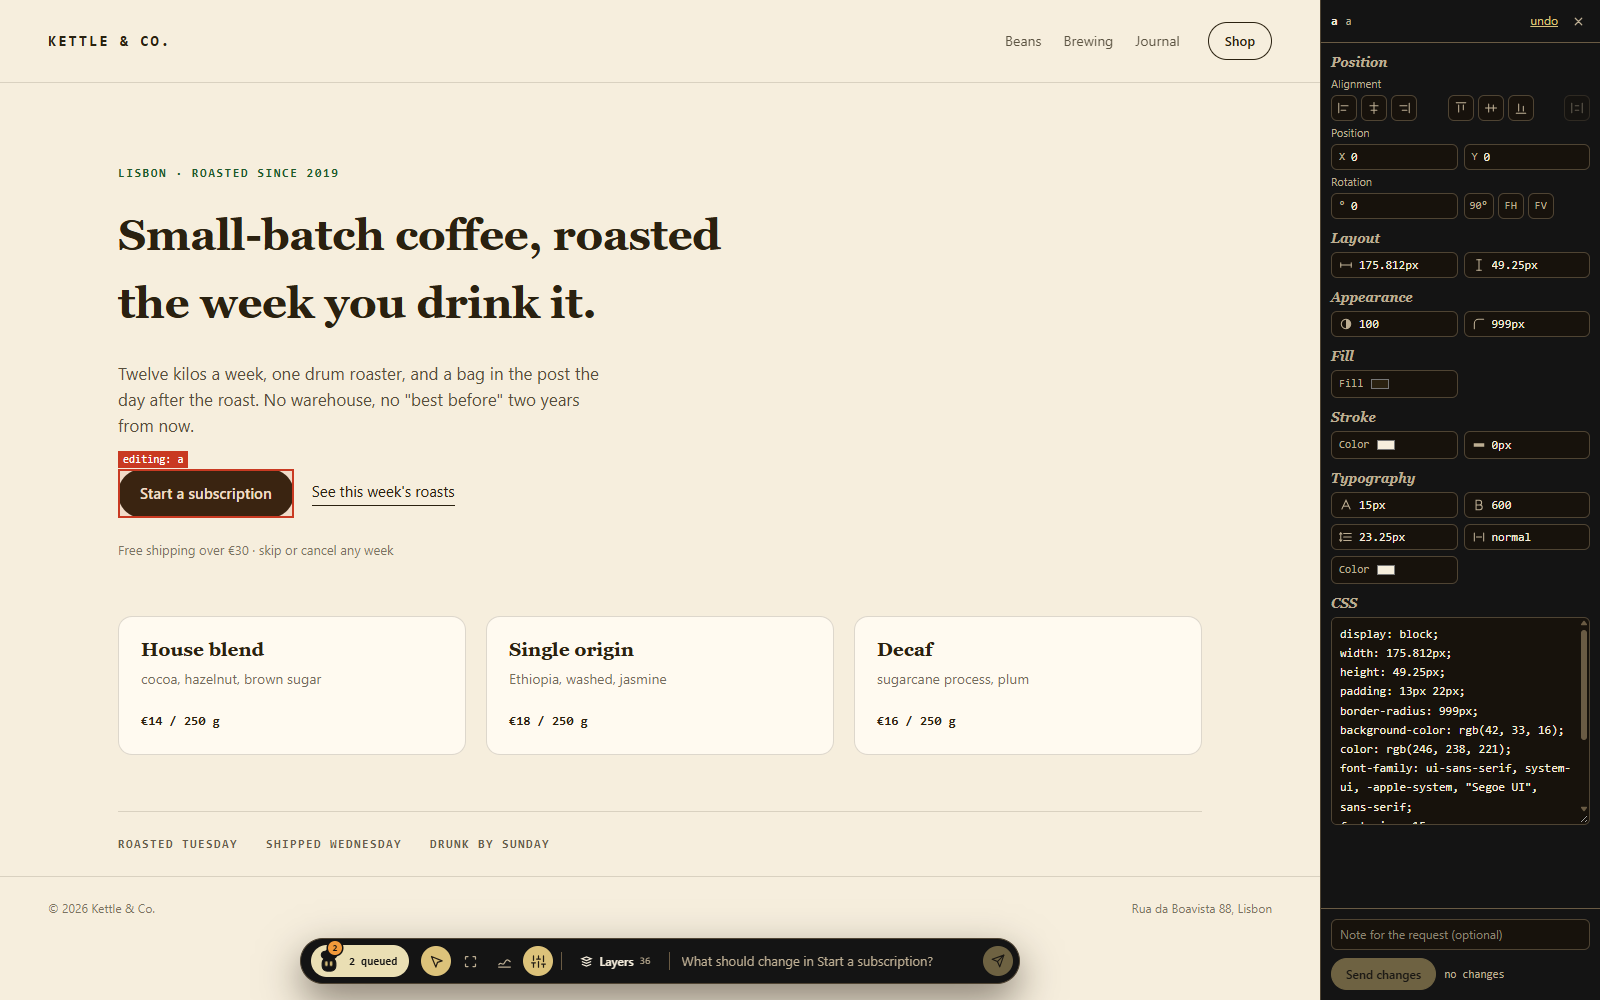 KETTLE & CO.
Beans
Brewing
Journal
Shop
LISBON · ROASTED SINCE 2019
Small-batch coffee, roasted
the week you drink it.
Twelve kilos a week, one drum roaster, and a bag in the post the
day after the roast. No warehouse, no "best before" two years
from now.
editing: a
Start a subscription
See this week's roasts
Free shipping over €30 · skip or cancel any week
House blend
cocoa, hazelnut, brown sugar
€14 / 250 g
Single origin
Ethiopia, washed, jasmine
€18 / 250 g
Decaf
sugarcane process, plum
€16 / 250 g
ROASTED TUESDAY
SHIPPED WEDNESDAY
DRUNK BY SUNDAY
© 2026 Kettle & Co.
Rua da Boavista 88, Lisbon
2
2 queued
Layers 36
What should change in Start a subscription?
a a
undo
Position
Alignment
Position
X 0
Y 0
Rotation
° 0
90°
FH
FV
Layout
175.812px
49.25px
Appearance
100
999px
Fill
Fill
Stroke
Color
0px
Typography
A 15px
B 600
23.25px
normal
Color
CSS
display: block;
width: 175.812px;
height: 49.25px;
padding: 13px 22px;
border-radius: 999px;
background-color: rgb(42, 33, 16);
color: rgb(246, 238, 221);
font-family: ui-sans-serif, system-
ui, -apple-system, "Segoe UI",
sans-serif;
Note for the request (optional)
Send changes
no changes